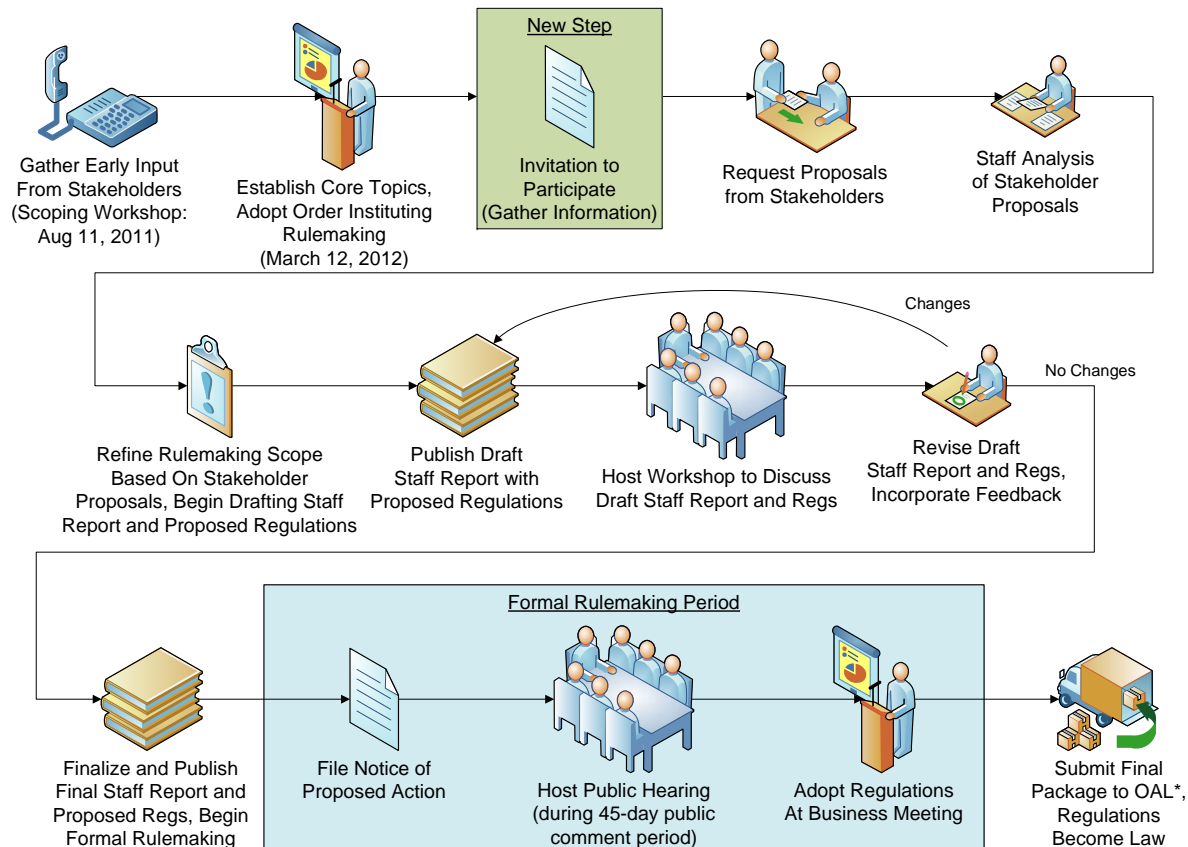 New Step
Gather Early Input
From Stakeholders
(Scoping Workshop:
Aug 11, 2011)
Establish Core Topics,
Adopt Order Instituting
Rulemaking
(March 12, 2012)
Invitation to
Participate
(Gather Information)
Request Proposals
from Stakeholders
Staff Analysis
of Stakeholder
Proposals
Changes
No Changes
Refine Rulemaking Scope
Based On Stakeholder
Proposals, Begin Drafting Staff
Report and Proposed Regulations
Publish Draft
Staff Report with
Proposed Regulations
Host Workshop to Discuss
Draft Staff Report and Regs
Revise Draft
Staff Report and Regs,
Incorporate Feedback
Formal Rulemaking Period
Finalize and Publish
Final Staff Report and
Proposed Regs, Begin
Formal Rulemaking
File Notice of
Proposed Action
Host Public Hearing
(during 45-day public
comment period)
Adopt Regulations
At Business Meeting
Submit Final
Package to OAL*,
Regulations
Become Law